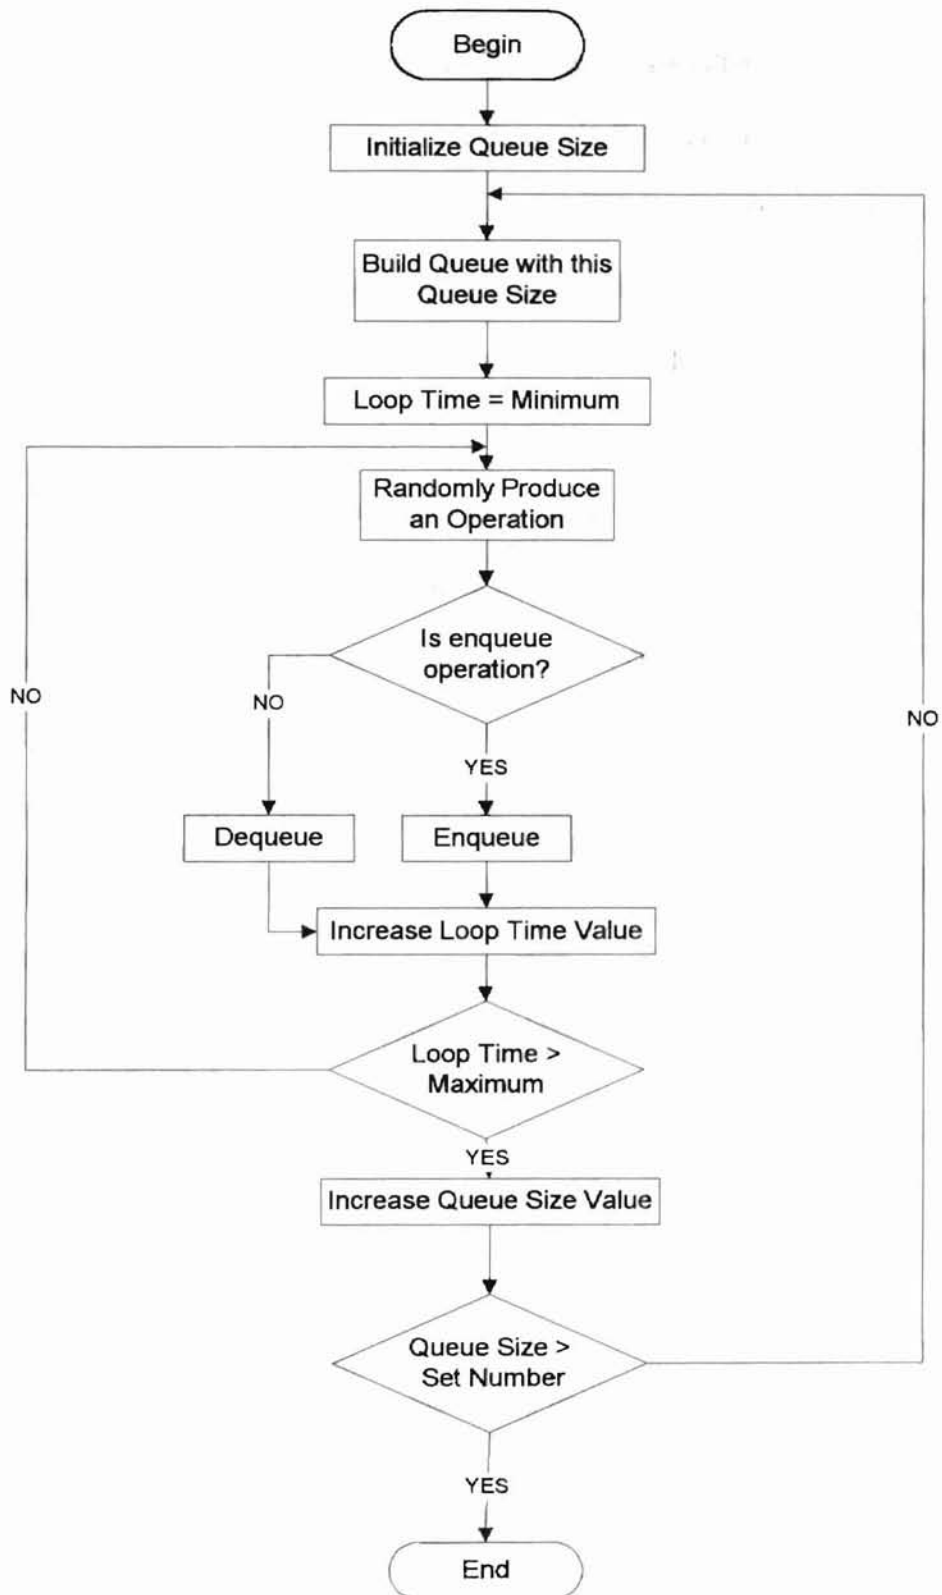 Begin
Initialize Queue Size
Build Queue with this
Queue Size
Loop Time = Minimum
Randomly Produce
an Operation
Is enqueue
operation?
NO
NO
NO
YES
Dequeue
Enqueue
Increase Loop Time Value
Loop Time >
Maximum
YES
Increase Queue Size Value
Queue Size >
Set Number
YES
End